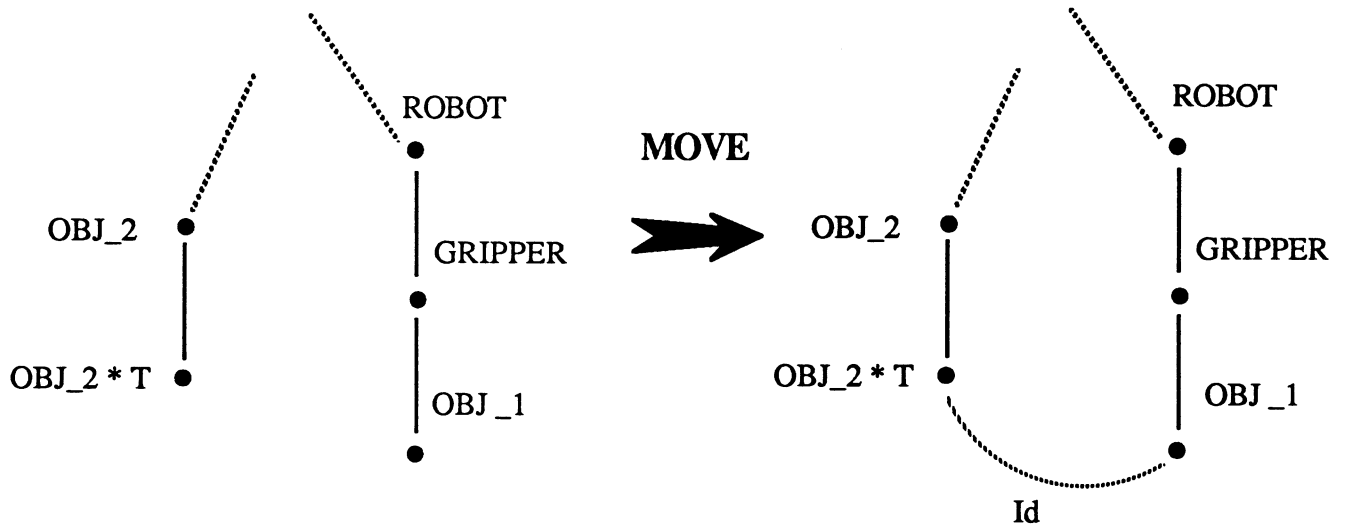 ROBOT
OBJ_2
GRIPPER
OBJ_2 * T
OBJ _1
MOVE
ROBOT
OBJ_2
GRIPPER
OBJ_2 * T
OBJ _1
Id